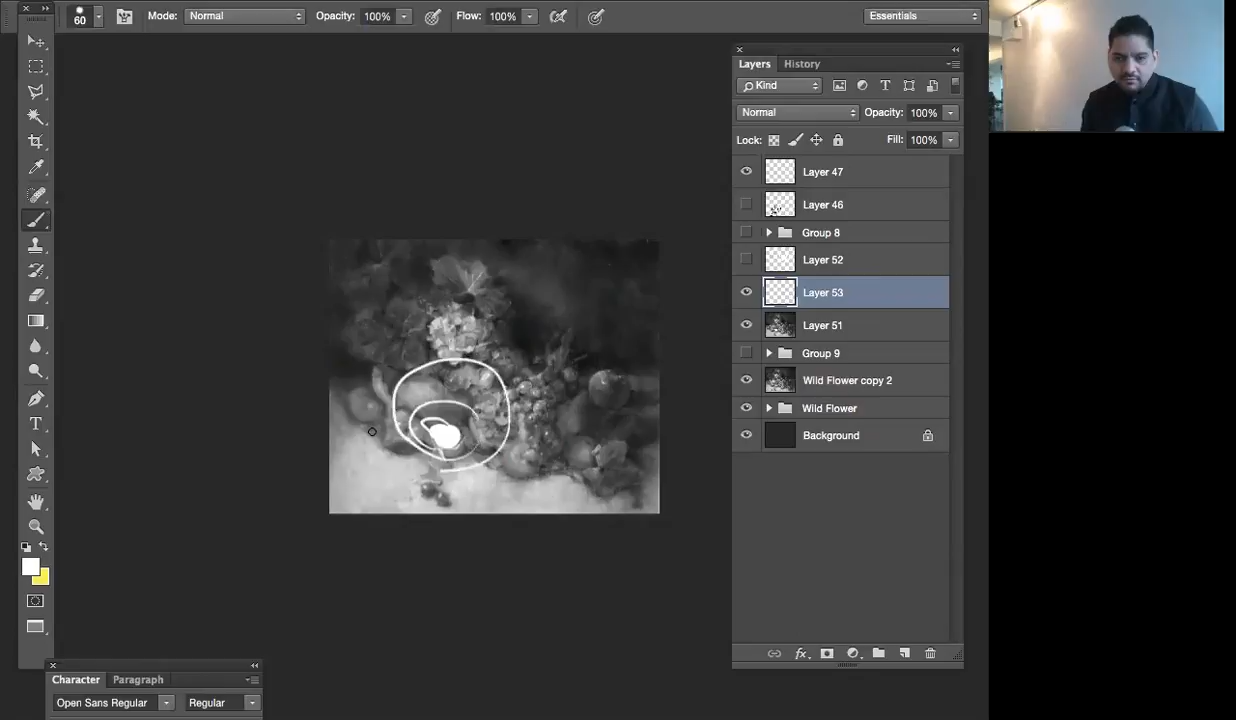 60 Mode: Normal Opacity: 100% Flow: 100% Essentials
Layers History
Kind T
Normal Opacity: 100%
Lock: Fill: 100%
Layer 47
Layer 46
Group 8
Layer 52
Layer 53
Layer 51
Group 9
Wild Flower copy 2
Wild Flower
Background
T
fx
Character Paragraph
Open Sans Regular Regular